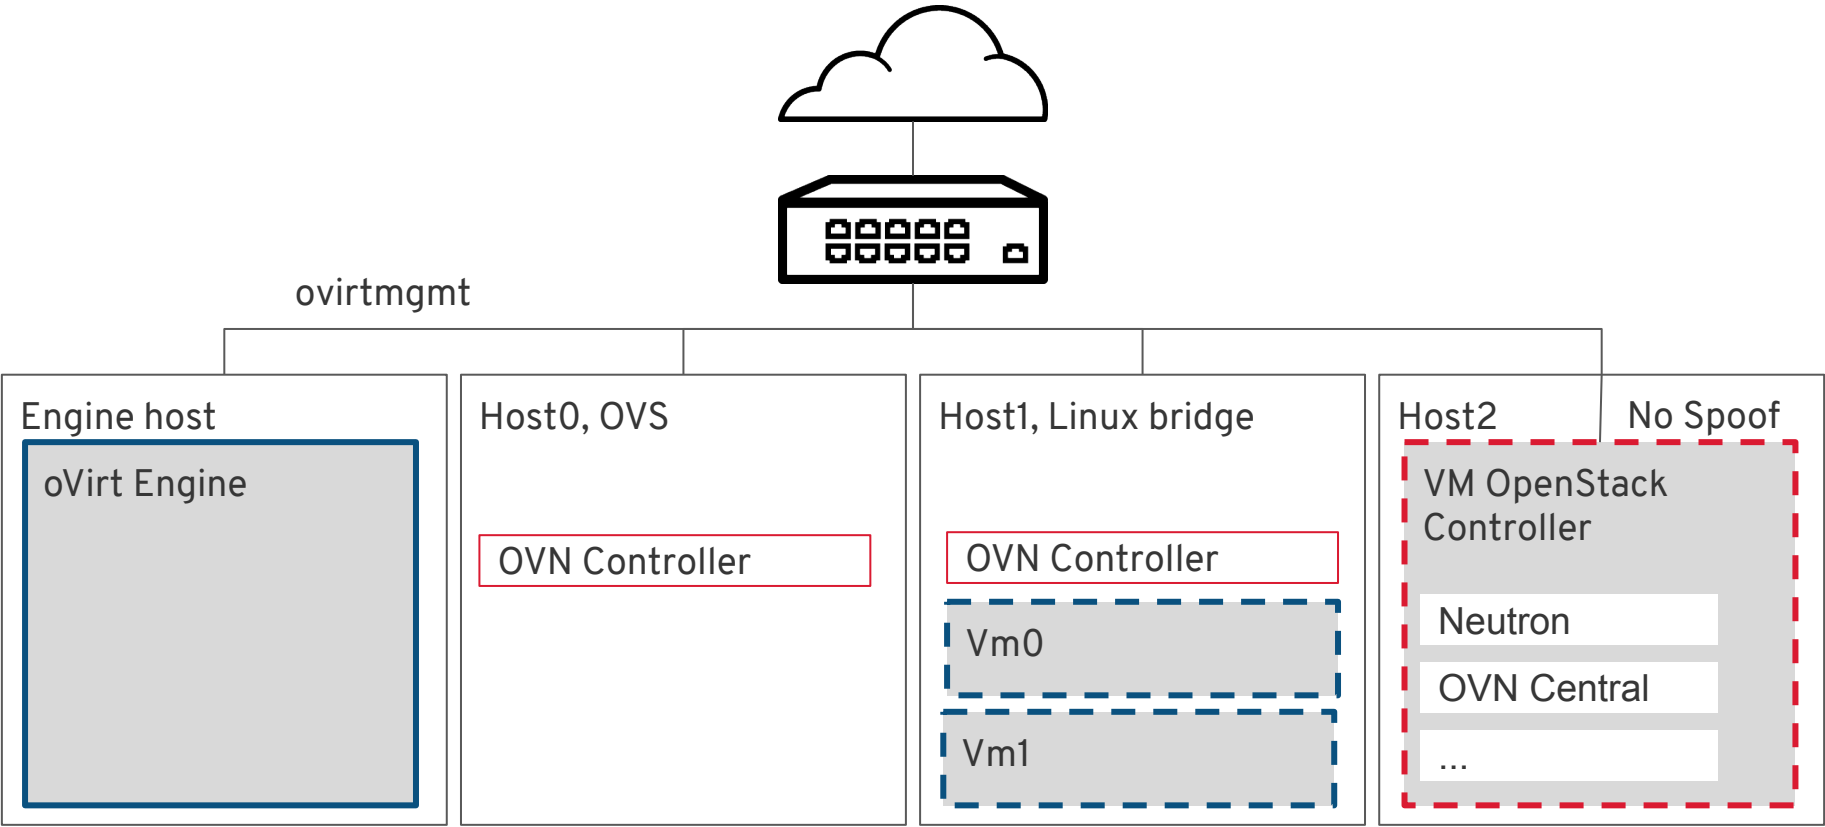 ovirtmgmt
Engine host
oVirt Engine
Host0, OVS
OVN Controller
Host1, Linux bridge
OVN Controller
Vm0
Vm1
Host2
No Spoof
VM OpenStack
Controller
Neutron
OVN Central
...